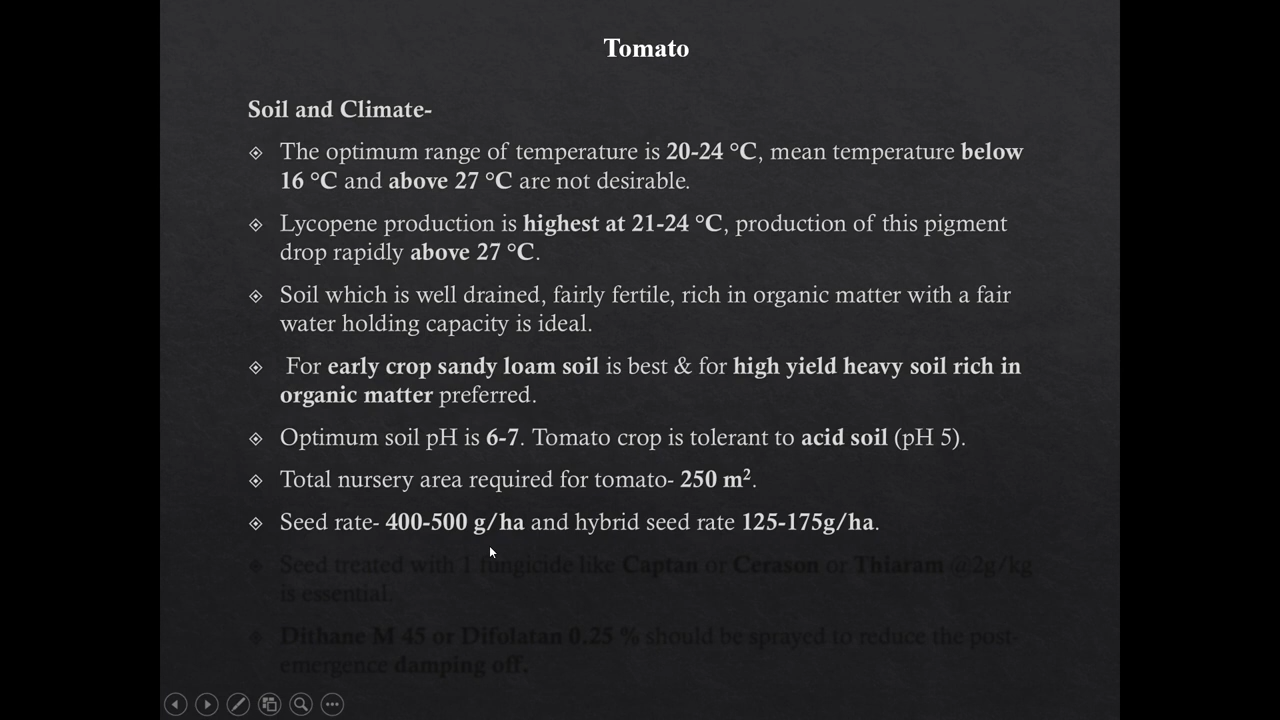 Tomato
Soil and Climate-
The optimum range of temperature is 20-24 °C, mean temperature below
16 °C and above 27 °C are not desirable.
Lycopene production is highest at 21-24 °C, production of this pigment
drop rapidly above 27 °C.
Soil which is well drained, fairly fertile, rich in organic matter with a fair
water holding capacity is ideal.
For early crop sandy loam soil is best & for high yield heavy soil rich in
organic matter preferred.
Optimum soil pH is 6-7. Tomato crop is tolerant to acid soil (pH 5).
Total nursery area required for tomato- 250 m².
Seed rate- 400-500 g/ha and hybrid seed rate 125-175g/ha.
Seed treated with 1 fungicide like Captan or Cerason or Thiaram @2g/kg
is essential.
Dithane M 45 or Difolatan 0.25 % should be sprayed to reduce the post-
emergence damping off.